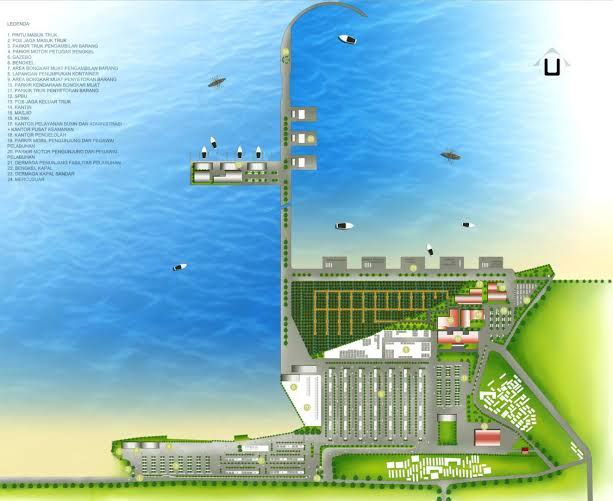 LEGENDA:
1. PINTU MASUK TRUK
2. POS JAGA MASUK TRUK
3. PARKIR TRUK PENGAMBILAN BARANG
4. PARKIR MOTOR PETUGAS BENGKEL
5. GAZEBO
6. BENGKEL
7. AREA BONGKAR MUAT PENGAMBILAN BARANG
8. LAPANGAN PENUMPUKAN KONTAINER
9. AREA BONGKAR MUAT PENYETORAN BARANG
10. PARKIR KENDARAAN BONGKAR MUAT
11. PARKIR TRUK PENYETORAN BARANG
12. SPBU
13. POS JAGA KELUAR TRUK
14. KANTIN
15. MASJID
16. KLINIK
17. KANTOR PELAYANAN BUMN DAN ADMINISTRASI
+ KANTOR PUSAT KEAMANAN
18. KANTOR PENGELOLAH
19. PARKIR MOBIL PENGUNJUNG DAN PEGAWAI
PELABUHAN
20. PARKIR MOTOR PENGUNJUNG DAN PEGAWAI
PELABUHAN
21. DERMAGA PENUNJANG FASILITAS PELABUHAN
22. BENGKEL KAPAL
23. DERMAGA KAPAL SANDAR
24. MERCUSUAR
U